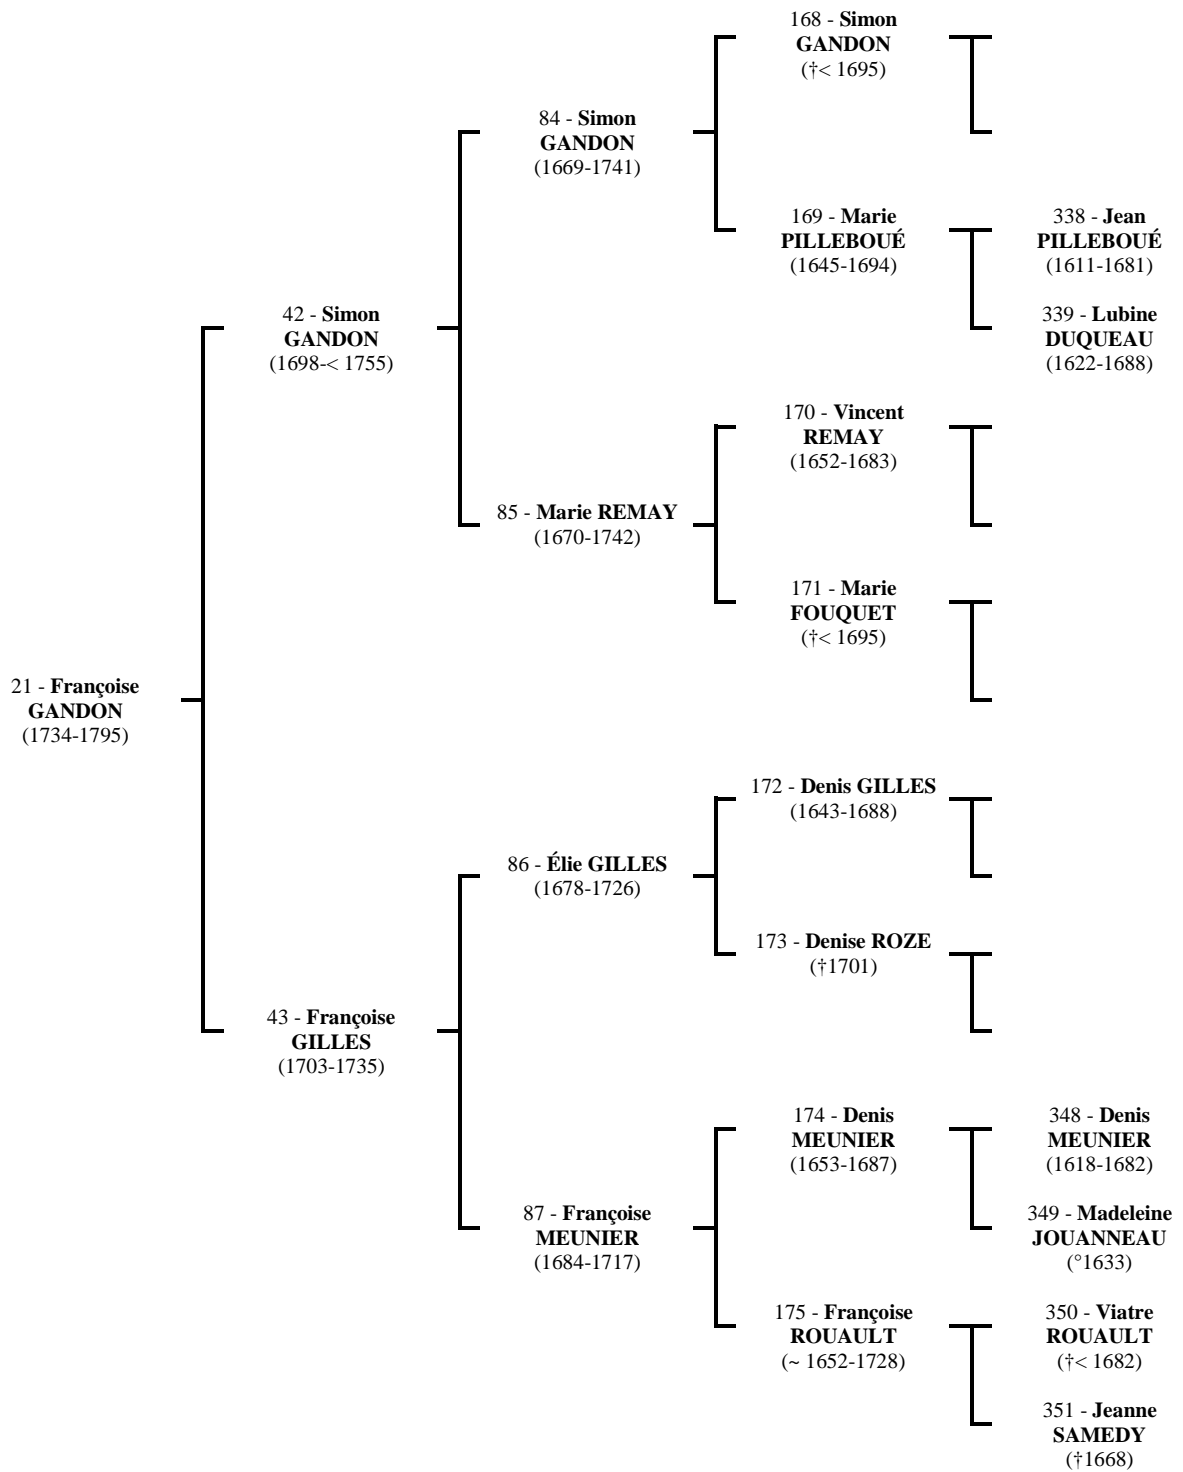 168 - Simon
GANDON
(†< 1695)
84 - Simon
GANDON
(1669-1741)
169 - Marie
PILLEBOUÉ
(1645-1694)
338 - Jean
PILLEBOUÉ
(1611-1681)
42 - Simon
GANDON
(1698-< 1755)
339 - Lubine
DUQUEAU
(1622-1688)
170 - Vincent
REMAY
(1652-1683)
85 - Marie REMAY
(1670-1742)
171 - Marie
FOUQUET
(†< 1695)
21 - Françoise
GANDON
(1734-1795)
172 - Denis GILLES
(1643-1688)
86 - Élie GILLES
(1678-1726)
173 - Denise ROZE
(†1701)
43 - Françoise
GILLES
(1703-1735)
174 - Denis
MEUNIER
(1653-1687)
348 - Denis
MEUNIER
(1618-1682)
87 - Françoise
MEUNIER
(1684-1717)
349 - Madeleine
JOUANNEAU
(°1633)
175 - Françoise
ROUAULT
(~ 1652-1728)
350 - Viatre
ROUAULT
(†< 1682)
351 - Jeanne
SAMEDY
(†1668)